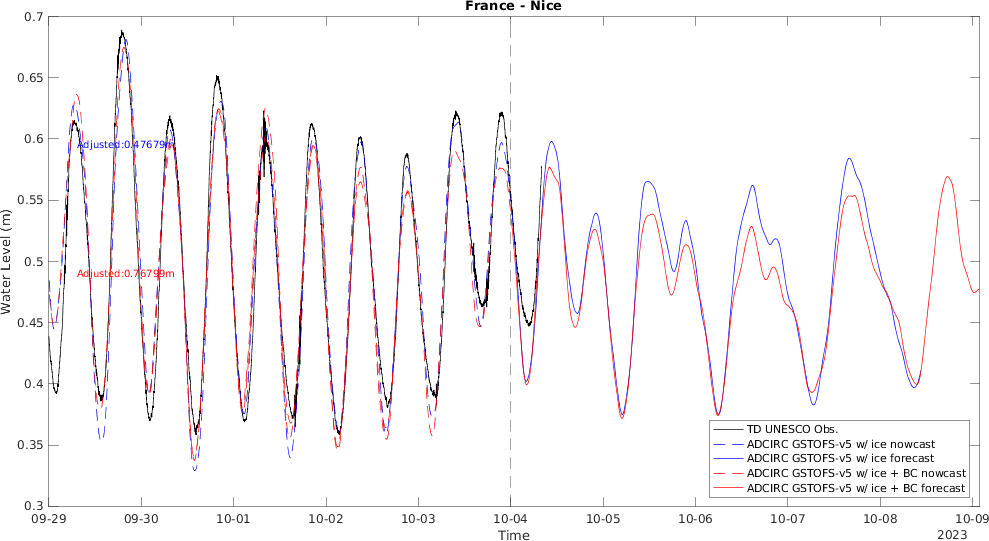 France - Nice
0.7
0.65
0.6
0.55
0.5
0.45
0.4
0.35
0.3
Water Level (m)
Adjusted:0.47679m
Adjusted:0.76799m
TD UNESCO Obs.
ADCIRC GSTOFS-v5 w/ ice nowcast
ADCIRC GSTOFS-v5 w/ ice forecast
ADCIRC GSTOFS-v5 w/ ice + BC nowcast
ADCIRC GSTOFS-v5 w/ ice + BC forecast
09-29 09-30 10-01 10-02 10-03 10-04 10-05 10-06 10-07 10-08 10-09
Time
2023